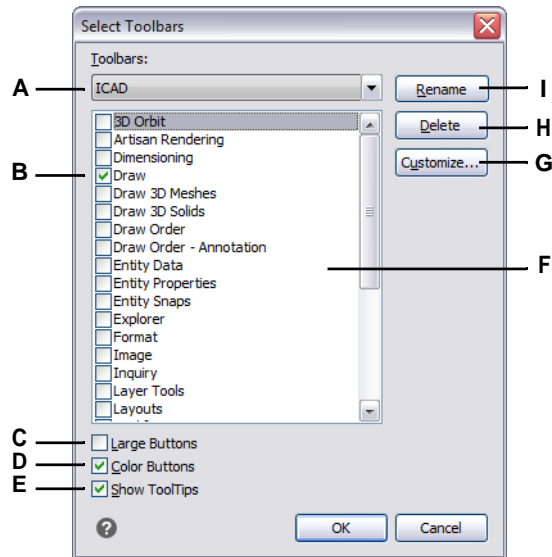 Select Toolbars
Toolbars:
A
ICAD
Rename
I
3D Orbit
Delete
H
Artisan Rendering
Dimensioning
Customize...
G
B
Draw
Draw 3D Meshes
Draw 3D Solids
Draw Order
Draw Order - Annotation
Entity Data
F
Entity Properties
Entity Snaps
Explorer
Format
Image
Inquiry
Layer Tools
Layouts
C
Large Buttons
D
Color Buttons
E
Show ToolTips
?
OK
Cancel